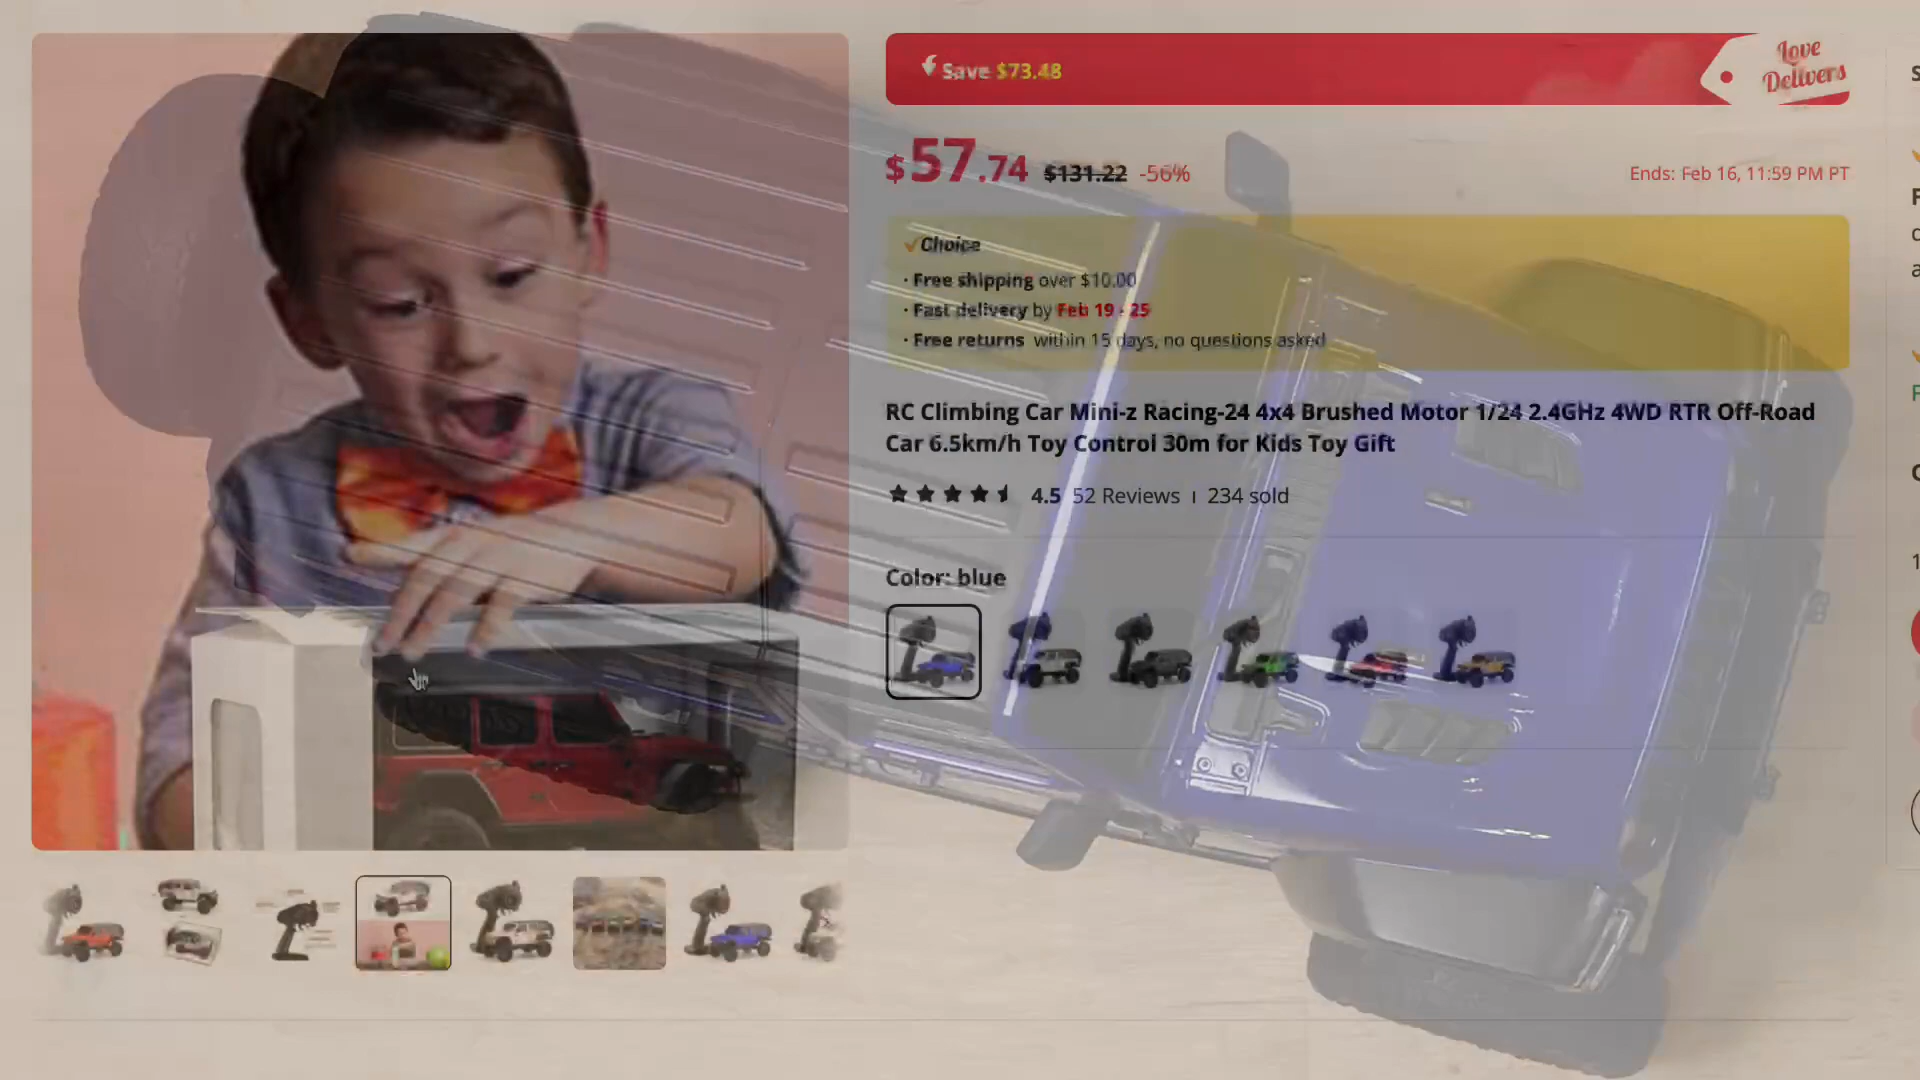 Save $73.48
Love
Delivers
$57.74 $131.22 -56%
Ends: Feb 16, 11:59 PM PT
Choice
· Free shipping over $10.00
· Fast delivery by Feb 19 - 25
· Free returns within 15 days, no questions asked
RC Climbing Car Mini-z Racing-24 4x4 Brushed Motor 1/24 2.4GHz 4WD RTR Off-Road
Car 6.5km/h Toy Control 30m for Kids Toy Gift
4.5 52 Reviews | 234 sold
Color: blue